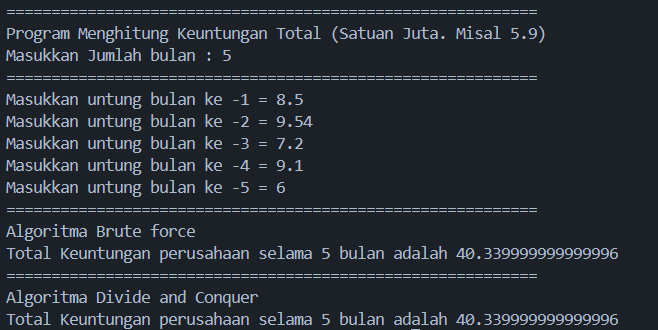 ===========================================================
Program Menghitung Keuntungan Total (Satuan Juta. Misal 5.9)
Masukkan Jumlah bulan : 5
===========================================================
Masukkan untung bulan ke -1 = 8.5
Masukkan untung bulan ke -2 = 9.54
Masukkan untung bulan ke -3 = 7.2
Masukkan untung bulan ke -4 = 9.1
Masukkan untung bulan ke -5 = 6
===========================================================
Algoritma Brute force
Total Keuntungan perusahaan selama 5 bulan adalah 40.339999999999996
===========================================================
Algoritma Divide and Conquer
Total Keuntungan perusahaan selama 5 bulan adalah 40.339999999999996